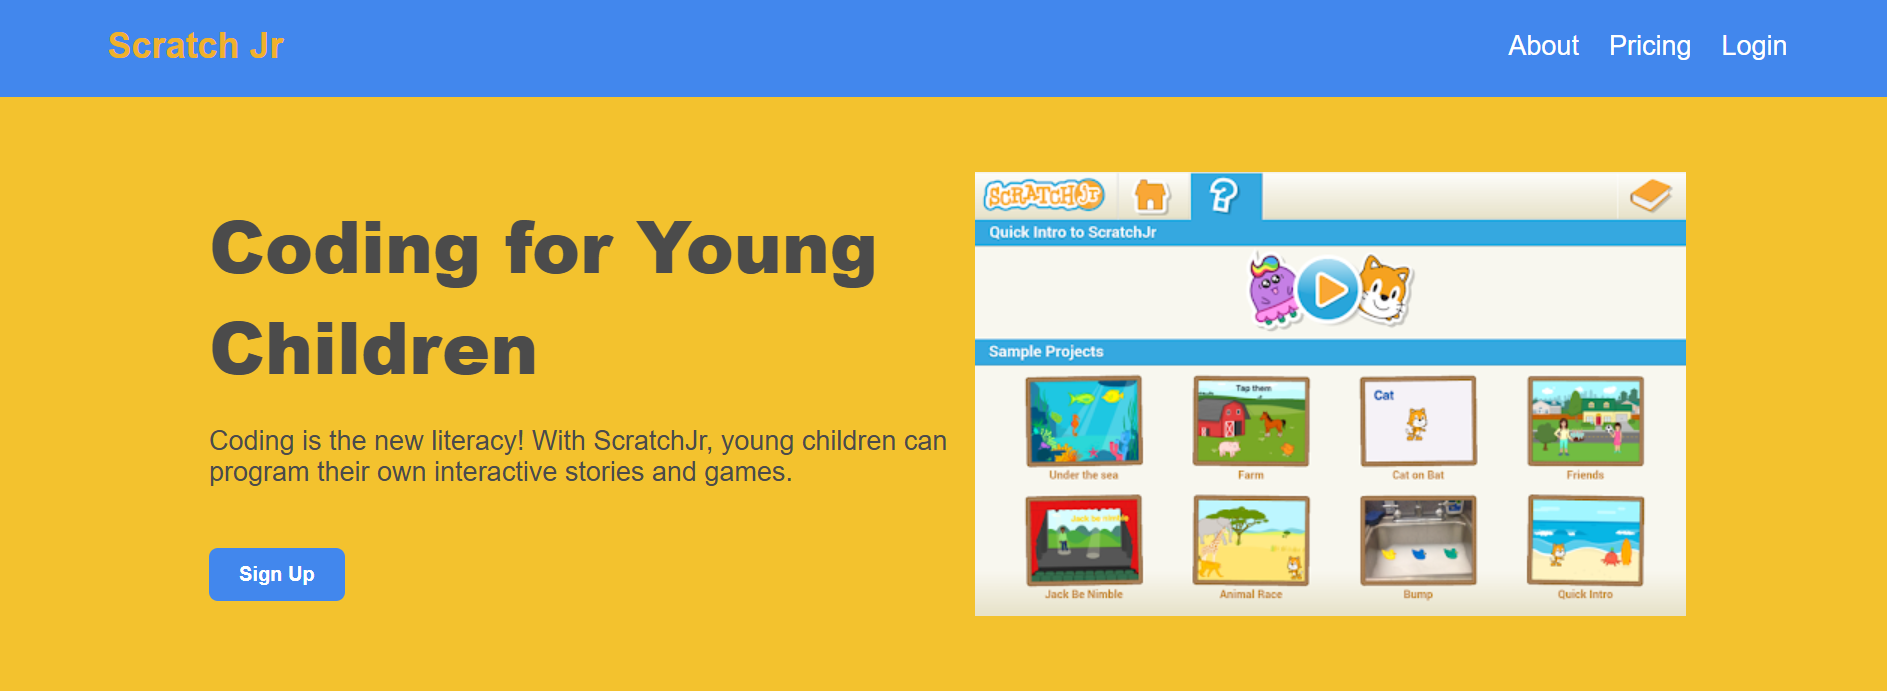 Scratch Jr
About Pricing Login
Coding for Young
Children
Coding is the new literacy! With ScratchJr, young children can
program their own interactive stories and games.
Sign Up
SCRATCHJr
Quick Intro to ScratchJr
Sample Projects
Tap them
Cat
Under the sea Farm Cat on Bat Friends
Jack be nimble
Jack Be Nimble Animal Race Bump Quick Intro